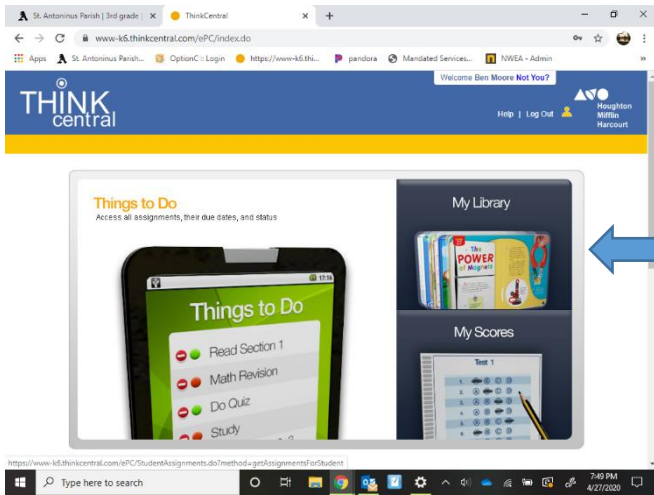 St. Antoninus Parish | 3rd grade |
ThinkCentral
www-k6.thinkcentral.com/ePC/index.do
Apps
St. Antoninus Parish...
OptionC :: Login
https://www-k6.thi...
pandora
Mandated Services...
NWEA - Admin
Welcome Ben Moore Not You?
THINK
central
Help | Log Out
Houghton
Mifflin
Harcourt
Things to Do
Access all assignments, their due dates, and status
17:16
Things to Do
Read Section 1
Math Revision
Do Quiz
Study
My Library
The
POWER
of Magnets
My Scores
Test 1
https://www-k6.thinkcentral.com/ePC/StudentAssignments.do?method=getAssignmentsForStudent
Type here to search
7:49 PM
4/27/2020